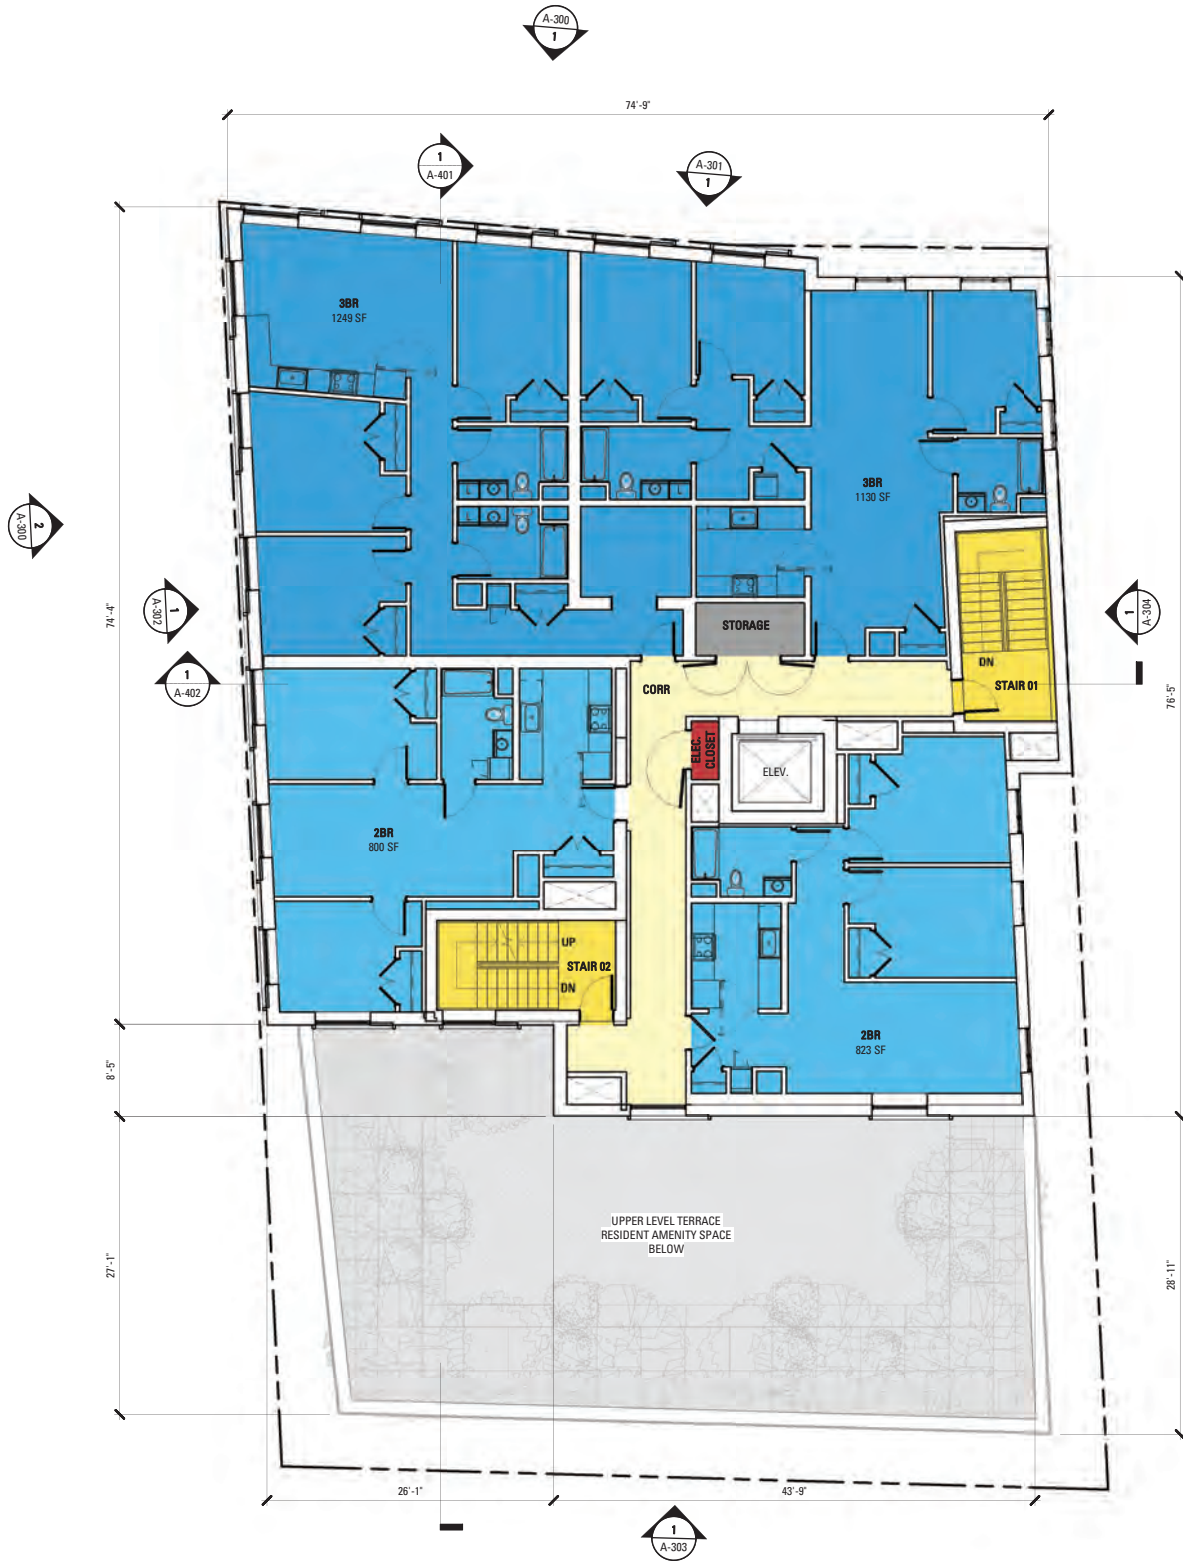 A-300
1
74'-9"
1
A-401
A-301
1
3BR
1249 SF
3BR
1130 SF
2
A-300
1
A-302
74'-4"
1
A-304
STORAGE
DN
STAIR 01
CORR
1
A-402
76'-5"
ELEC.
CLOSET
ELEV.
2BR
800 SF
L
L
L
UP
STAIR 02
DN
2BR
823 SF
8'-5"
UPPER LEVEL TERRACE
RESIDENT AMENITY SPACE
BELOW
27'-1"
28'-11"
26'-1"
43'-9"
1
A-303